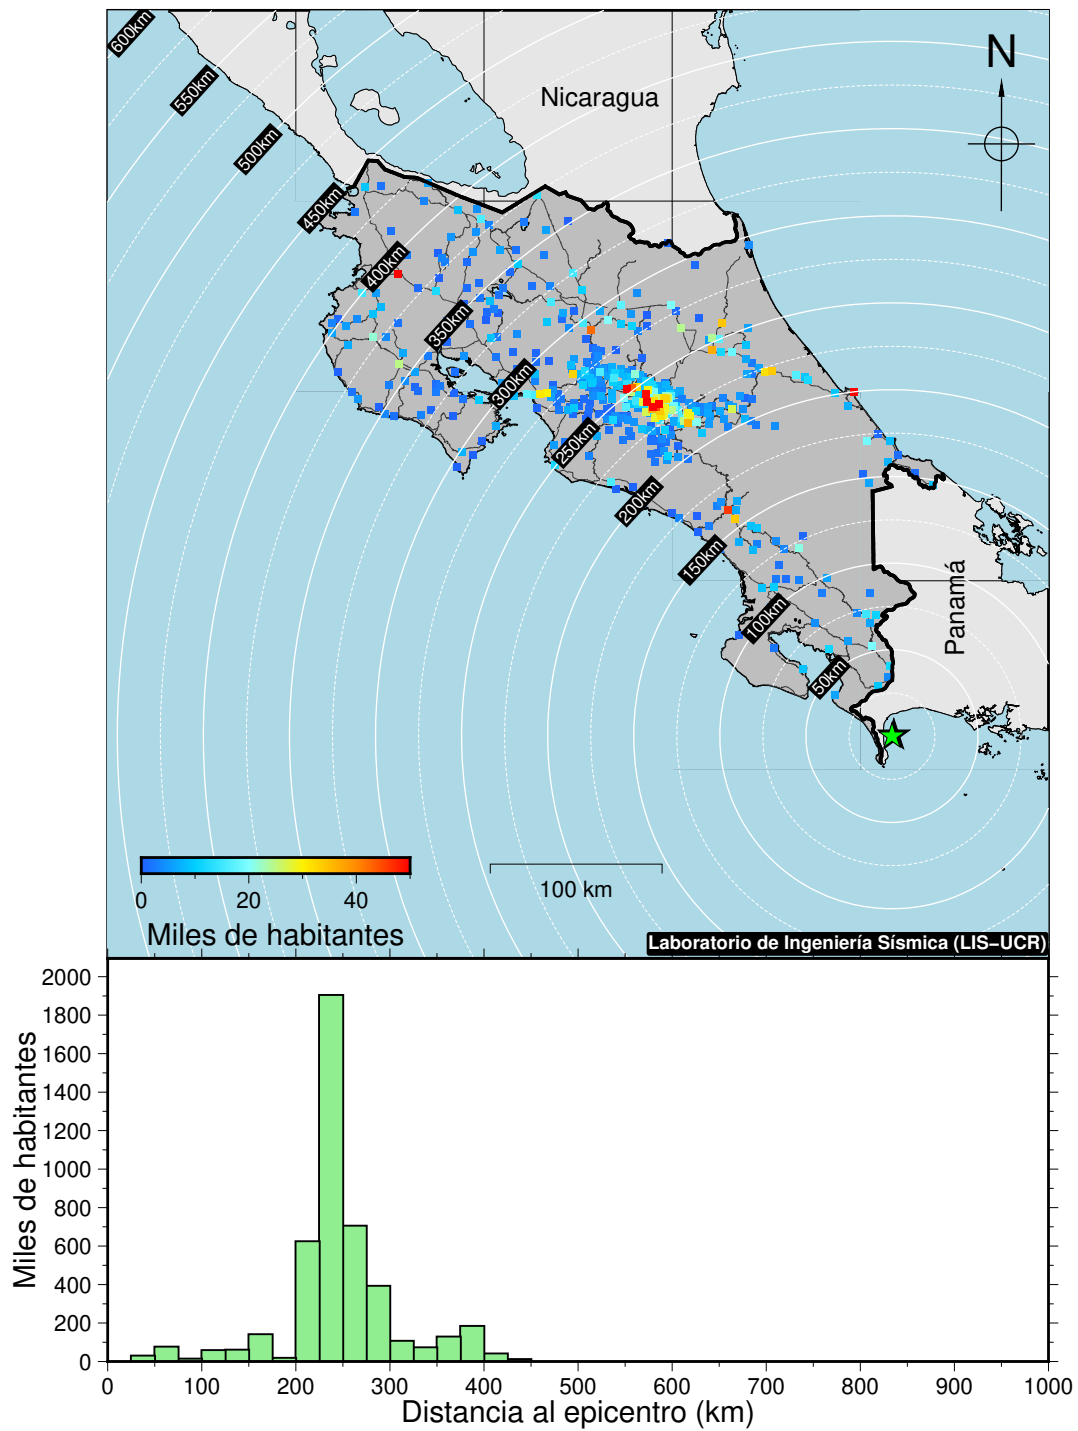 600km
550km
500km
450km
400km
350km
300km
250km
200km
150km
100km
50km
Nicaragua
N
Panamá
0 20 40
Miles de habitantes
100 km
Laboratorio de Ingeniería Sísmica (LIS−UCR)
Miles de habitantes
2000
1800
1600
1400
1200
1000
800
600
400
200
0
0 100 200 300 400 500 600 700 800 900 1000
Distancia al epicentro (km)